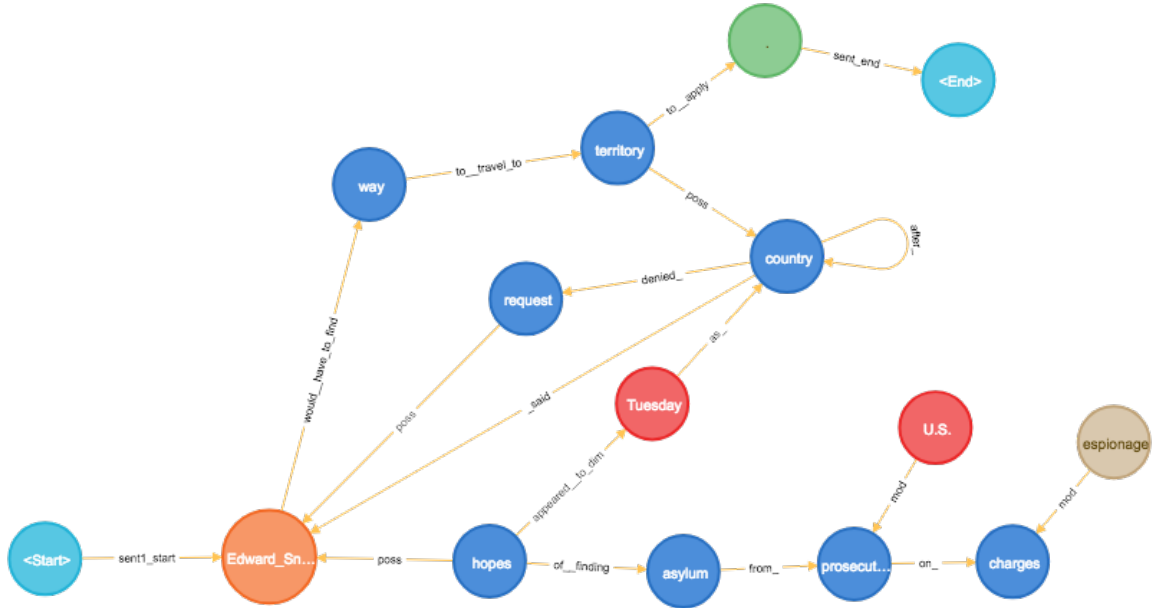 .
sent_end
<End>
to__apply
territory
way
to__travel_to
poss
country
after_
denied_
request
as_
would__have_to_find
_said
poss
Tuesday
U.S.
espionage
appeared__to_dim
mod
mod
<Start>
sent1_start
Edward_Sn...
poss
hopes
of__finding
asylum
from_
prosecut...
on_
charges